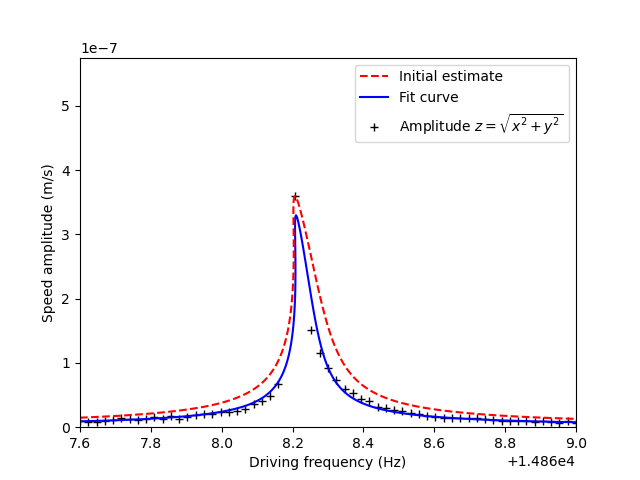 1e−7
Initial estimate
Fit curve
Amplitude z = √x² + y²
5
4
3
2
1
0
Speed amplitude (m/s)
7.6 7.8 8.0 8.2 8.4 8.6 8.8 9.0
Driving frequency (Hz)
+1.486e4